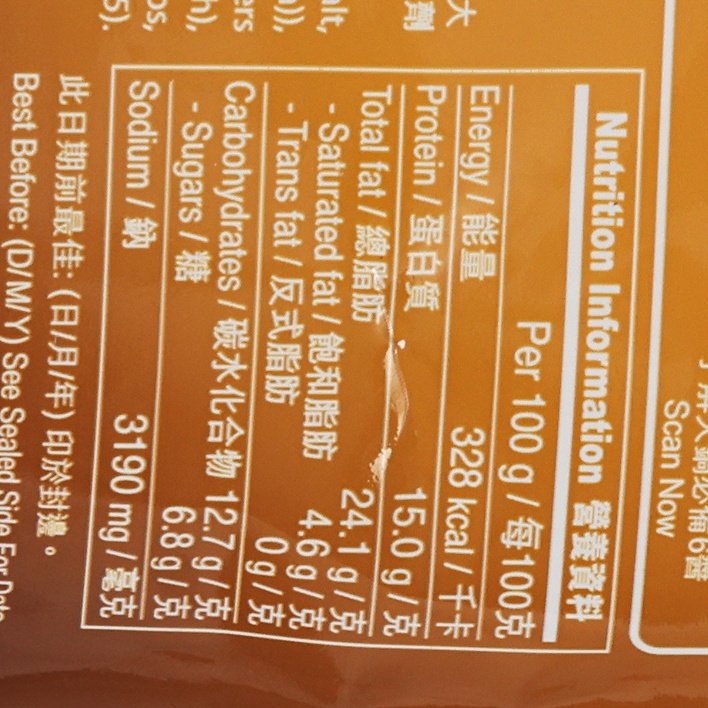 Scan Now
Nutrition Information 營養資料
Per 100 g / 每100克
Energy / 能量 328 kcal / 千卡
Protein / 蛋白質 15.0 g / 克
Total fat / 總脂肪 24.1 g / 克
- Saturated fat / 飽和脂肪 4.6 g / 克
- Trans fat / 反式脂肪 0 g / 克
Carbohydrates / 碳水化合物 12.7 g / 克
- Sugars / 糖 6.8 g / 克
Sodium / 鈉 3190 mg / 毫克
此日期前最佳: (日/月/年) 印於封邊。
Best Before: (D/M/Y) See Sealed Side For Date